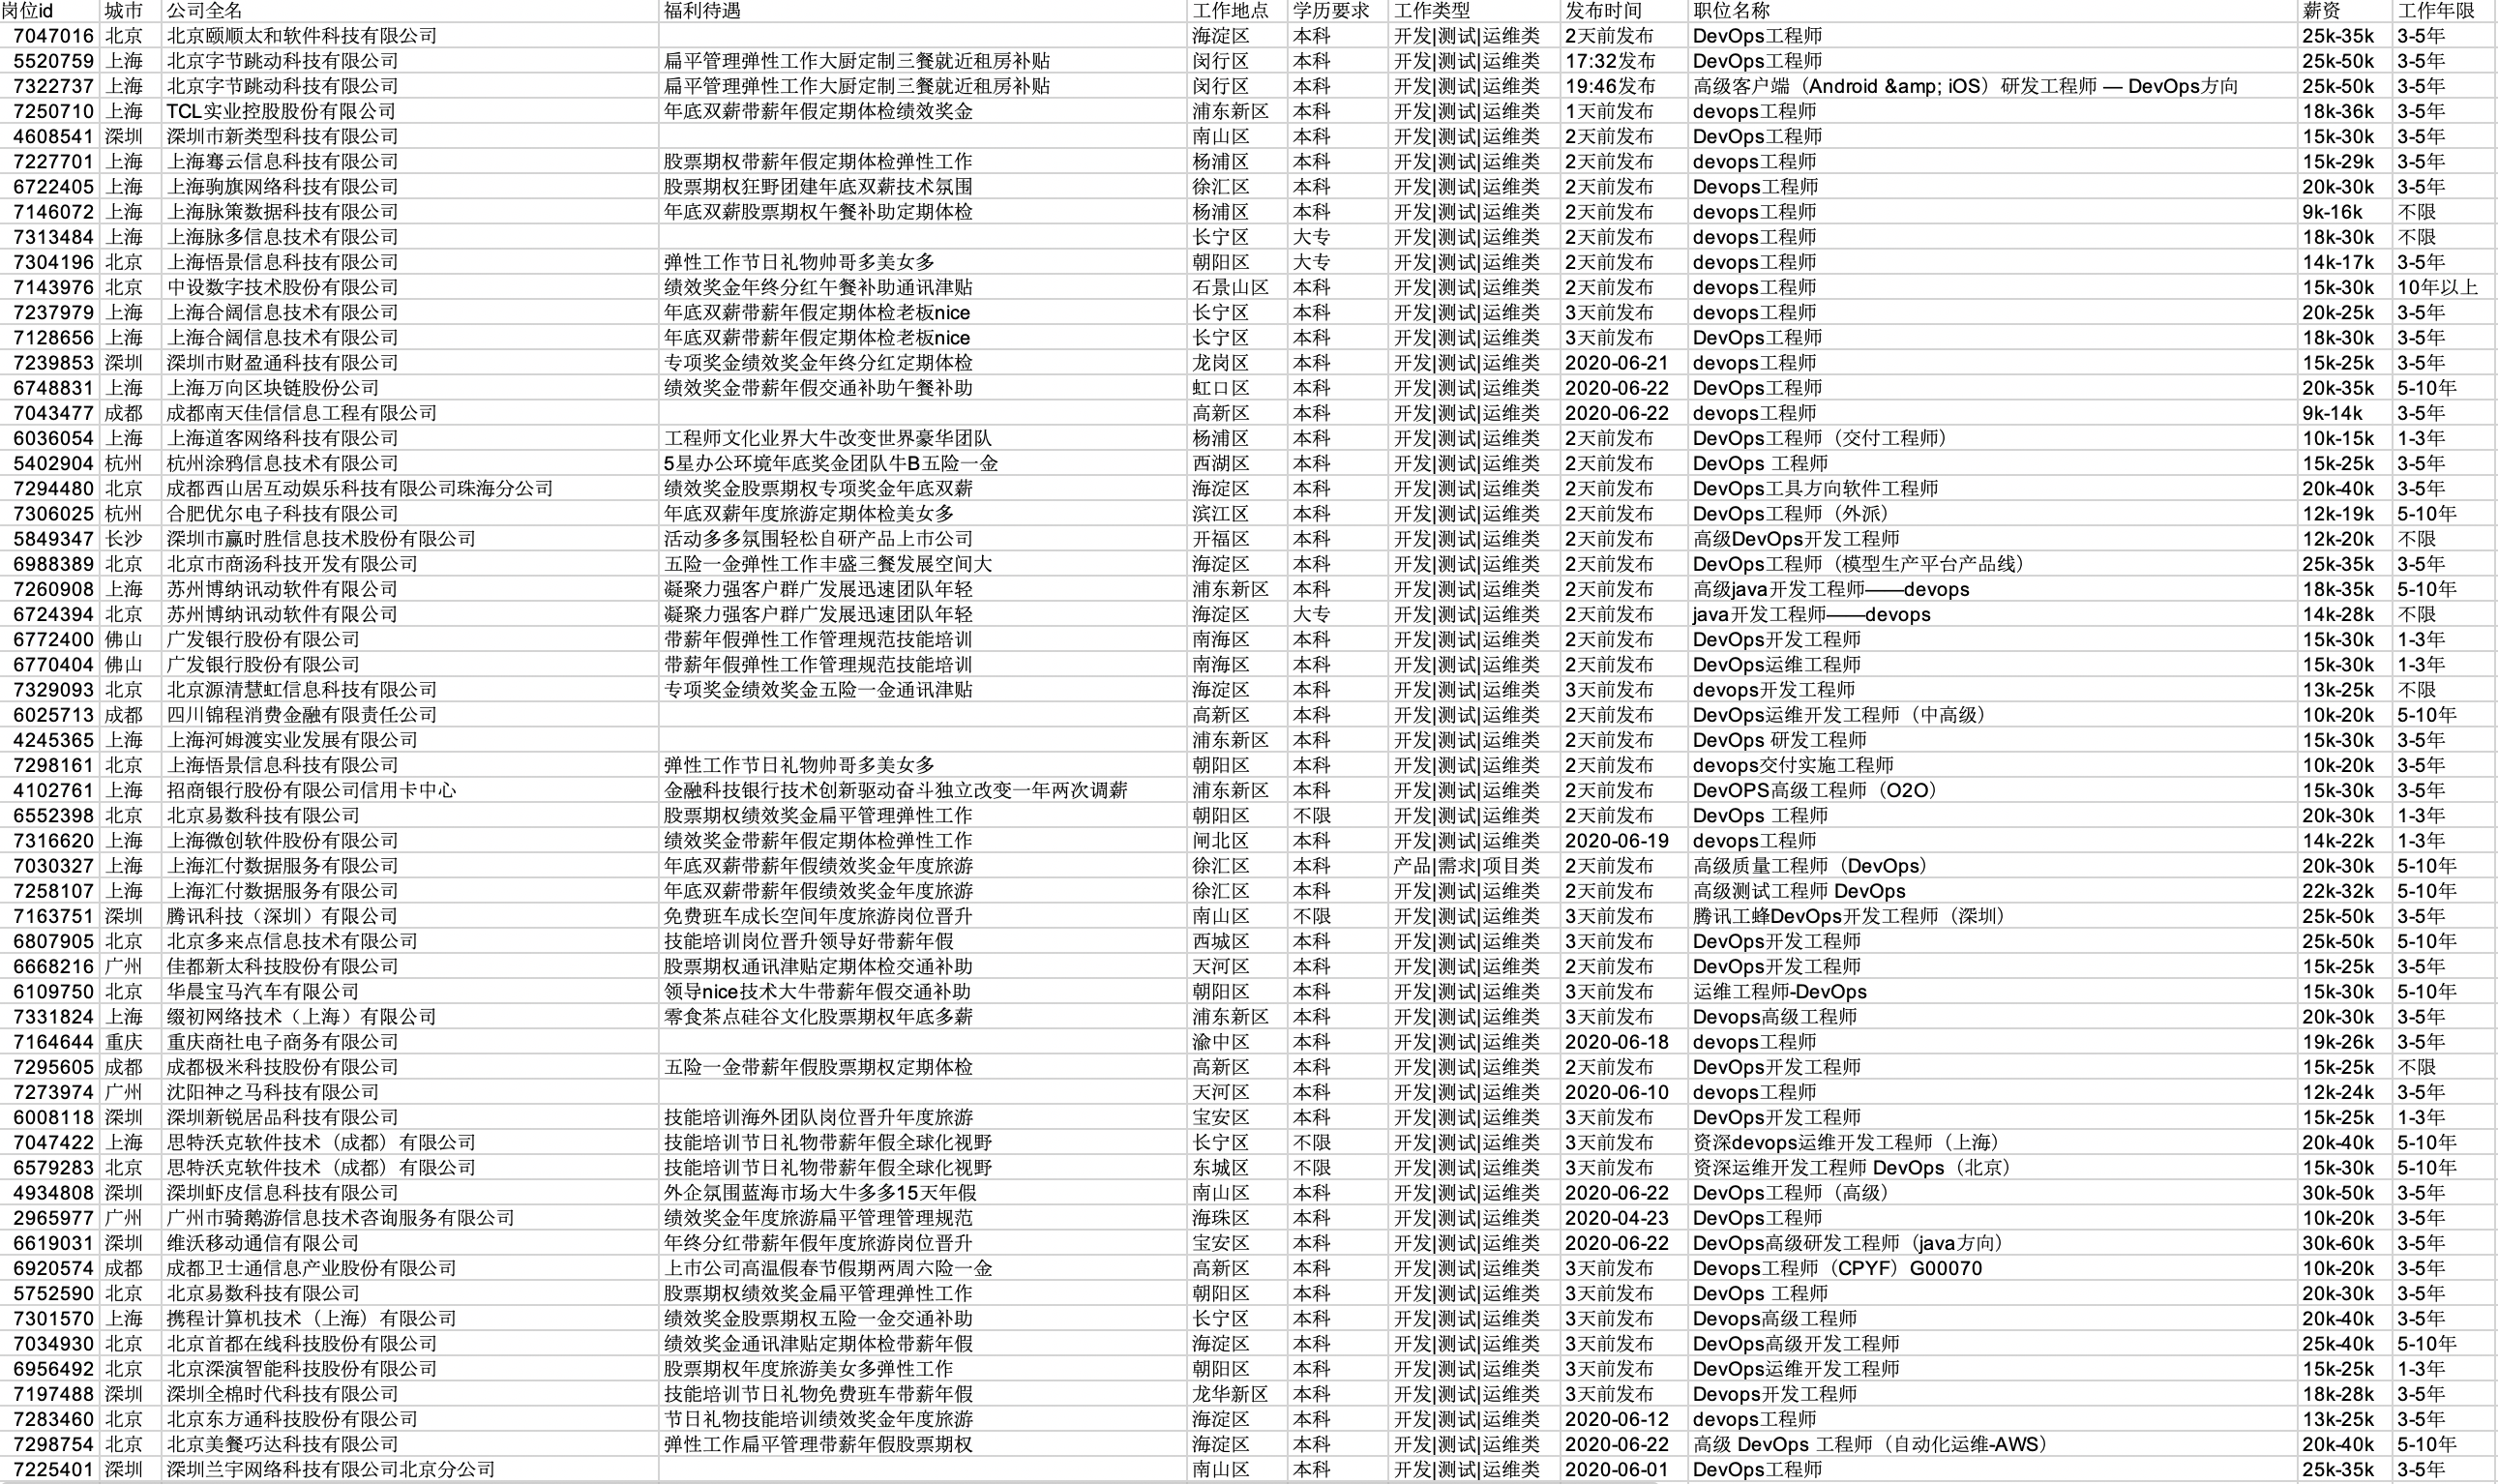 岗位id 城市 公司全名 福利待遇 工作地点 学历要求 工作类型 发布时间 职位名称 薪资 工作年限
7047016 北京 北京颐顺太和软件科技有限公司 海淀区 本科 开发|测试|运维类 2天前发布 DevOps工程师 25k-35k 3-5年
5520759 上海 北京字节跳动科技有限公司 扁平管理弹性工作大厨定制三餐就近租房补贴 闵行区 本科 开发|测试|运维类 17:32发布 DevOps工程师 25k-50k 3-5年
7322737 上海 北京字节跳动科技有限公司 扁平管理弹性工作大厨定制三餐就近租房补贴 闵行区 本科 开发|测试|运维类 19:46发布 高级客户端（Android &amp; iOS）研发工程师 — DevOps方向 25k-50k 3-5年
7250710 上海 TCL实业控股股份有限公司 年底双薪带薪年假定期体检绩效奖金 浦东新区 本科 开发|测试|运维类 1天前发布 devops工程师 18k-36k 3-5年
4608541 深圳 深圳市新类型科技有限公司 南山区 本科 开发|测试|运维类 2天前发布 DevOps工程师 15k-30k 3-5年
7227701 上海 上海骞云信息科技有限公司 股票期权带薪年假定期体检弹性工作 杨浦区 本科 开发|测试|运维类 2天前发布 devops工程师 15k-29k 3-5年
6722405 上海 上海驹旗网络科技有限公司 股票期权狂野团建年底双薪技术氛围 徐汇区 本科 开发|测试|运维类 2天前发布 Devops工程师 20k-30k 3-5年
7146072 上海 上海脉策数据科技有限公司 年底双薪股票期权午餐补助定期体检 杨浦区 本科 开发|测试|运维类 2天前发布 devops工程师 9k-16k 不限
7313484 上海 上海脉多信息技术有限公司 长宁区 大专 开发|测试|运维类 2天前发布 devops工程师 18k-30k 不限
7304196 北京 上海悟景信息科技有限公司 弹性工作节日礼物帅哥多美女多 朝阳区 大专 开发|测试|运维类 2天前发布 devops工程师 14k-17k 3-5年
7143976 北京 中设数字技术股份有限公司 绩效奖金年终分红午餐补助通讯津贴 石景山区 本科 开发|测试|运维类 2天前发布 devops工程师 15k-30k 10年以上
7237979 上海 上海合阔信息技术有限公司 年底双薪带薪年假定期体检老板nice 长宁区 本科 开发|测试|运维类 3天前发布 devops工程师 20k-25k 3-5年
7128656 上海 上海合阔信息技术有限公司 年底双薪带薪年假定期体检老板nice 长宁区 本科 开发|测试|运维类 3天前发布 DevOps工程师 18k-30k 3-5年
7239853 深圳 深圳市财盈通科技有限公司 专项奖金绩效奖金年终分红定期体检 龙岗区 本科 开发|测试|运维类 2020-06-21 devops工程师 15k-25k 3-5年
6748831 上海 上海万向区块链股份公司 绩效奖金带薪年假交通补助午餐补助 虹口区 本科 开发|测试|运维类 2020-06-22 DevOps工程师 20k-35k 5-10年
7043477 成都 成都南天佳信信息工程有限公司 高新区 本科 开发|测试|运维类 2020-06-22 devops工程师 9k-14k 3-5年
6036054 上海 上海道客网络科技有限公司 工程师文化业界大牛改变世界豪华团队 杨浦区 本科 开发|测试|运维类 2天前发布 DevOps工程师（交付工程师） 10k-15k 1-3年
5402904 杭州 杭州涂鸦信息技术有限公司 5星办公环境年底奖金团队牛B五险一金 西湖区 本科 开发|测试|运维类 2天前发布 DevOps 工程师 15k-25k 3-5年
7294480 北京 成都西山居互动娱乐科技有限公司珠海分公司 绩效奖金股票期权专项奖金年底双薪 海淀区 本科 开发|测试|运维类 2天前发布 DevOps工具方向软件工程师 20k-40k 3-5年
7306025 杭州 合肥优尔电子科技有限公司 年底双薪年度旅游定期体检美女多 滨江区 本科 开发|测试|运维类 2天前发布 DevOps工程师（外派） 12k-19k 5-10年
5849347 长沙 深圳市赢时胜信息技术股份有限公司 活动多多氛围轻松自研产品上市公司 开福区 本科 开发|测试|运维类 2天前发布 高级DevOps开发工程师 12k-20k 不限
6988389 北京 北京市商汤科技开发有限公司 五险一金弹性工作丰盛三餐发展空间大 海淀区 本科 开发|测试|运维类 2天前发布 DevOps工程师（模型生产平台产品线） 25k-35k 3-5年
7260908 上海 苏州博纳讯动软件有限公司 凝聚力强客户群广发展迅速团队年轻 浦东新区 本科 开发|测试|运维类 2天前发布 高级java开发工程师——devops 18k-35k 5-10年
6724394 北京 苏州博纳讯动软件有限公司 凝聚力强客户群广发展迅速团队年轻 海淀区 大专 开发|测试|运维类 2天前发布 java开发工程师——devops 14k-28k 不限
6772400 佛山 广发银行股份有限公司 带薪年假弹性工作管理规范技能培训 南海区 本科 开发|测试|运维类 2天前发布 DevOps开发工程师 15k-30k 1-3年
6770404 佛山 广发银行股份有限公司 带薪年假弹性工作管理规范技能培训 南海区 本科 开发|测试|运维类 2天前发布 DevOps运维工程师 15k-30k 1-3年
7329093 北京 北京源清慧虹信息科技有限公司 专项奖金绩效奖金五险一金通讯津贴 海淀区 本科 开发|测试|运维类 3天前发布 devops开发工程师 13k-25k 不限
6025713 成都 四川锦程消费金融有限责任公司 高新区 本科 开发|测试|运维类 2天前发布 DevOps运维开发工程师（中高级） 10k-20k 5-10年
4245365 上海 上海河姆渡实业发展有限公司 浦东新区 本科 开发|测试|运维类 2天前发布 DevOps 研发工程师 15k-30k 3-5年
7298161 北京 上海悟景信息科技有限公司 弹性工作节日礼物帅哥多美女多 朝阳区 本科 开发|测试|运维类 2天前发布 devops交付实施工程师 10k-20k 3-5年
4102761 上海 招商银行股份有限公司信用卡中心 金融科技银行技术创新驱动奋斗独立改变一年两次调薪 浦东新区 本科 开发|测试|运维类 2天前发布 DevOPS高级工程师（O2O） 15k-30k 3-5年
6552398 北京 北京易数科技有限公司 股票期权绩效奖金扁平管理弹性工作 朝阳区 不限 开发|测试|运维类 2天前发布 DevOps 工程师 20k-30k 1-3年
7316620 上海 上海微创软件股份有限公司 绩效奖金带薪年假定期体检弹性工作 闸北区 本科 开发|测试|运维类 2020-06-19 devops工程师 14k-22k 1-3年
7030327 上海 上海汇付数据服务有限公司 年底双薪带薪年假绩效奖金年度旅游 徐汇区 本科 产品|需求|项目类 2天前发布 高级质量工程师（DevOps） 20k-30k 5-10年
7258107 上海 上海汇付数据服务有限公司 年底双薪带薪年假绩效奖金年度旅游 徐汇区 本科 开发|测试|运维类 2天前发布 高级测试工程师 DevOps 22k-32k 5-10年
7163751 深圳 腾讯科技（深圳）有限公司 免费班车成长空间年度旅游岗位晋升 南山区 不限 开发|测试|运维类 3天前发布 腾讯工蜂DevOps开发工程师（深圳） 25k-50k 3-5年
6807905 北京 北京多来点信息技术有限公司 技能培训岗位晋升领导好带薪年假 西城区 本科 开发|测试|运维类 3天前发布 DevOps开发工程师 25k-50k 5-10年
6668216 广州 佳都新太科技股份有限公司 股票期权通讯津贴定期体检交通补助 天河区 本科 开发|测试|运维类 2天前发布 DevOps开发工程师 15k-25k 3-5年
6109750 北京 华晨宝马汽车有限公司 领导nice技术大牛带薪年假交通补助 朝阳区 本科 开发|测试|运维类 3天前发布 运维工程师-DevOps 15k-30k 5-10年
7331824 上海 缀初网络技术（上海）有限公司 零食茶点硅谷文化股票期权年底多薪 浦东新区 本科 开发|测试|运维类 3天前发布 Devops高级工程师 20k-30k 3-5年
7164644 重庆 重庆商社电子商务有限公司 渝中区 本科 开发|测试|运维类 2020-06-18 devops工程师 19k-26k 3-5年
7295605 成都 成都极米科技股份有限公司 五险一金带薪年假股票期权定期体检 高新区 本科 开发|测试|运维类 2天前发布 DevOps开发工程师 15k-25k 不限
7273974 广州 沈阳神之马科技有限公司 天河区 本科 开发|测试|运维类 2020-06-10 devops工程师 12k-24k 3-5年
6008118 深圳 深圳新锐居品科技有限公司 技能培训海外团队岗位晋升年度旅游 宝安区 本科 开发|测试|运维类 3天前发布 DevOps开发工程师 15k-25k 1-3年
7047422 上海 思特沃克软件技术（成都）有限公司 技能培训节日礼物带薪年假全球化视野 长宁区 不限 开发|测试|运维类 3天前发布 资深devops运维开发工程师（上海） 20k-40k 5-10年
6579283 北京 思特沃克软件技术（成都）有限公司 技能培训节日礼物带薪年假全球化视野 东城区 不限 开发|测试|运维类 3天前发布 资深运维开发工程师 DevOps（北京） 15k-30k 5-10年
4934808 深圳 深圳虾皮信息科技有限公司 外企氛围蓝海市场大牛多多15天年假 南山区 本科 开发|测试|运维类 2020-06-22 DevOps工程师（高级） 30k-50k 3-5年
2965977 广州 广州市骑鹅游信息技术咨询服务有限公司 绩效奖金年度旅游扁平管理管理规范 海珠区 本科 开发|测试|运维类 2020-04-23 DevOps工程师 10k-20k 3-5年
6619031 深圳 维沃移动通信有限公司 年终分红带薪年假年度旅游岗位晋升 宝安区 本科 开发|测试|运维类 2020-06-22 DevOps高级研发工程师（java方向） 30k-60k 3-5年
6920574 成都 成都卫士通信息产业股份有限公司 上市公司高温假春节假期两周六险一金 高新区 本科 开发|测试|运维类 3天前发布 Devops工程师（CPYF）G00070 10k-20k 3-5年
5752590 北京 北京易数科技有限公司 股票期权绩效奖金扁平管理弹性工作 朝阳区 本科 开发|测试|运维类 3天前发布 DevOps 工程师 20k-30k 3-5年
7301570 上海 携程计算机技术（上海）有限公司 绩效奖金股票期权五险一金交通补助 长宁区 本科 开发|测试|运维类 3天前发布 Devops高级工程师 20k-40k 3-5年
7034930 北京 北京首都在线科技股份有限公司 绩效奖金通讯津贴定期体检带薪年假 海淀区 本科 开发|测试|运维类 3天前发布 DevOps高级开发工程师 25k-40k 5-10年
6956492 北京 北京深演智能科技股份有限公司 股票期权年度旅游美女多弹性工作 朝阳区 本科 开发|测试|运维类 3天前发布 DevOps运维开发工程师 15k-25k 1-3年
7197488 深圳 深圳全棉时代科技有限公司 技能培训节日礼物免费班车带薪年假 龙华新区 本科 开发|测试|运维类 3天前发布 Devops开发工程师 18k-28k 3-5年
7283460 北京 北京东方通科技股份有限公司 节日礼物技能培训绩效奖金年度旅游 海淀区 本科 开发|测试|运维类 2020-06-12 devops工程师 13k-25k 3-5年
7298754 北京 北京美餐巧达科技有限公司 弹性工作扁平管理带薪年假股票期权 海淀区 本科 开发|测试|运维类 2020-06-22 高级 DevOps 工程师（自动化运维-AWS） 20k-40k 5-10年
7225401 深圳 深圳兰宇网络科技有限公司北京分公司 南山区 本科 开发|测试|运维类 2020-06-01 DevOps工程师 25k-35k 3-5年